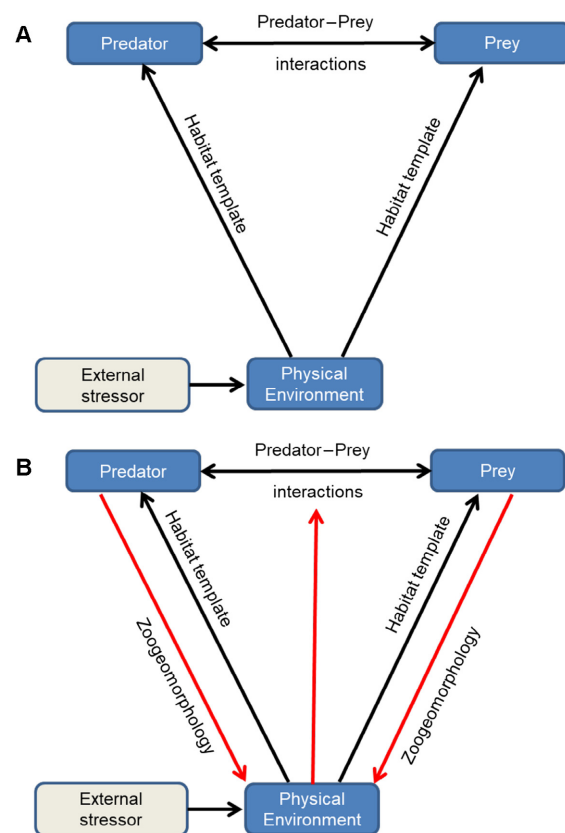 A
Predator
Predator–Prey
interactions
Prey
Habitat template
Habitat template
External
stressor
Physical
Environment
B
Predator
Predator–Prey
interactions
Prey
Habitat template
Habitat template
Zoogeomorphology
Zoogeomorphology
External
stressor
Physical
Environment